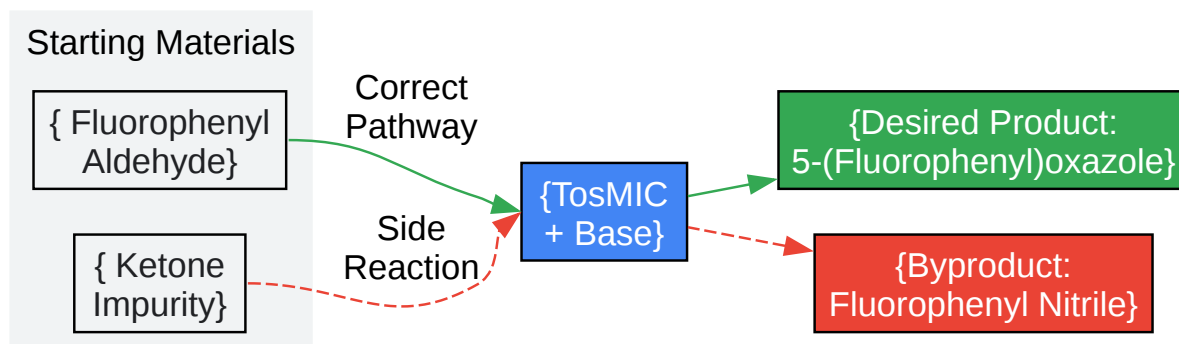 Starting Materials
{ Fluorophenyl
Aldehyde}
Correct
Pathway
{TosMIC
+ Base}
{Desired Product:
5-(Fluorophenyl)oxazole}
{ Ketone
Impurity}
Side
Reaction
{Byproduct:
Fluorophenyl Nitrile}